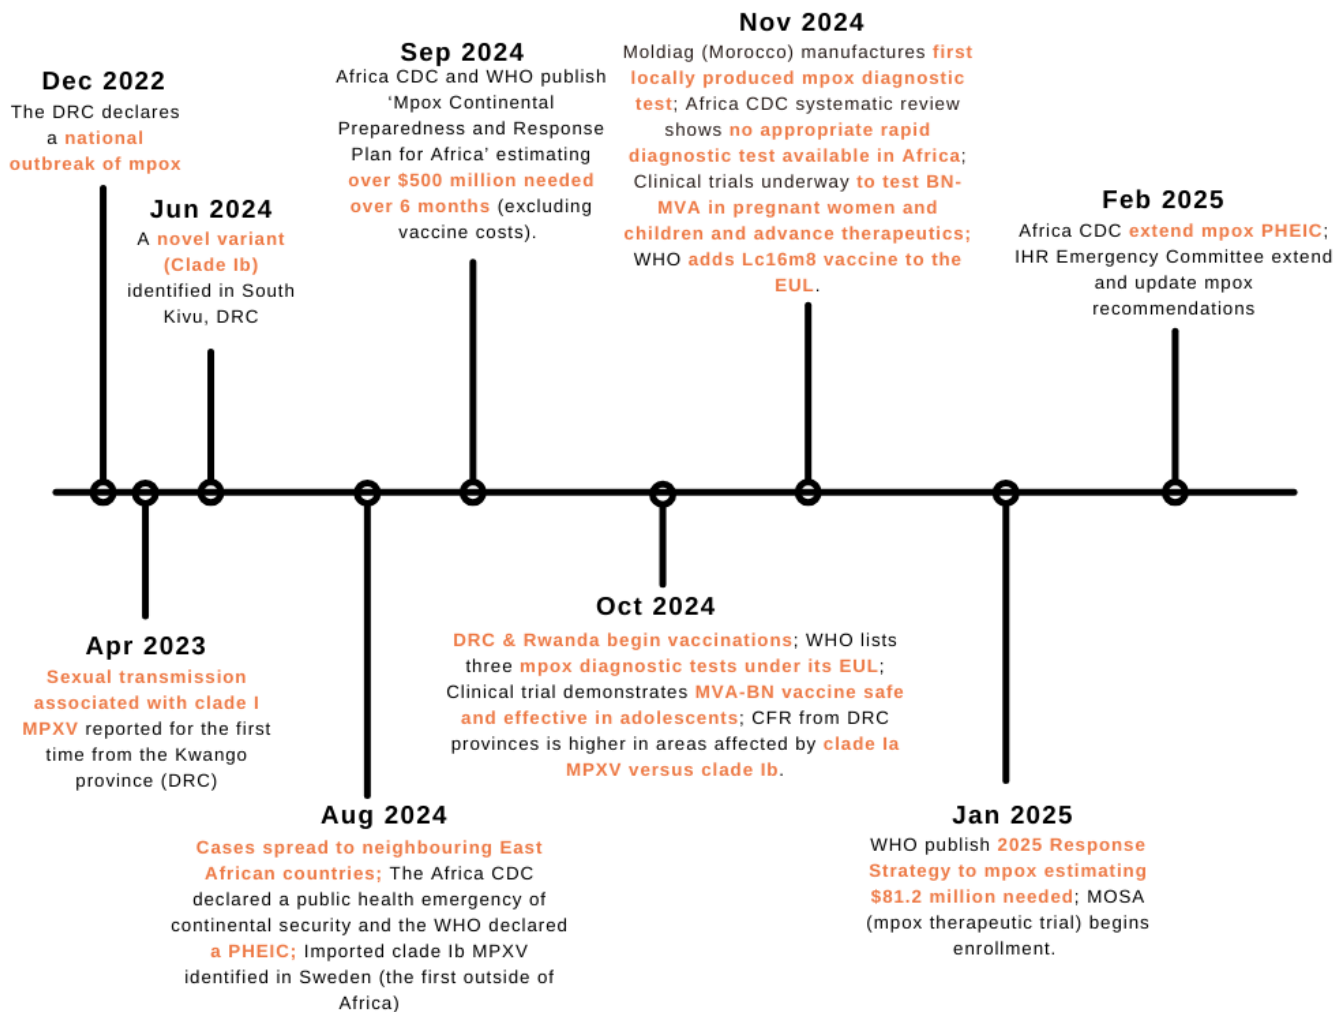 Dec 2022
The DRC declares
a national
outbreak of mpox
Apr 2023
Sexual transmission
associated with clade I
MPXV reported for the first
time from the Kwango
province (DRC)
Jun 2024
A novel variant
(Clade Ib)
identified in South
Kivu, DRC
Aug 2024
Cases spread to neighbouring East
African countries; The Africa CDC
declared a public health emergency of
continental security and the WHO declared
a PHEIC; Imported clade Ib MPXV
identified in Sweden (the first outside of
Africa)
Sep 2024
Africa CDC and WHO publish
‘Mpox Continental
Preparedness and Response
Plan for Africa’ estimating
over $500 million needed
over 6 months (excluding
vaccine costs).
Oct 2024
DRC & Rwanda begin vaccinations; WHO lists
three mpox diagnostic tests under its EUL;
Clinical trial demonstrates MVA-BN vaccine safe
and effective in adolescents; CFR from DRC
provinces is higher in areas affected by clade Ia
MPXV versus clade Ib.
Nov 2024
Moldiag (Morocco) manufactures first
locally produced mpox diagnostic
test; Africa CDC systematic review
shows no appropriate rapid
diagnostic test available in Africa;
Clinical trials underway to test BN-
MVA in pregnant women and
children and advance therapeutics;
WHO adds Lc16m8 vaccine to the
EUL.
Jan 2025
WHO publish 2025 Response
Strategy to mpox estimating
$81.2 million needed; MOSA
(mpox therapeutic trial) begins
enrollment.
Feb 2025
Africa CDC extend mpox PHEIC;
IHR Emergency Committee extend
and update mpox
recommendations